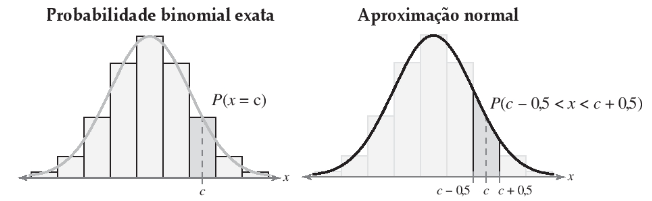 Probabilidade binomial exata
P(x = c)
x
c
Aproximação normal
P(c – 0,5 < x < c + 0,5)
x
c – 0,5 c c + 0,5